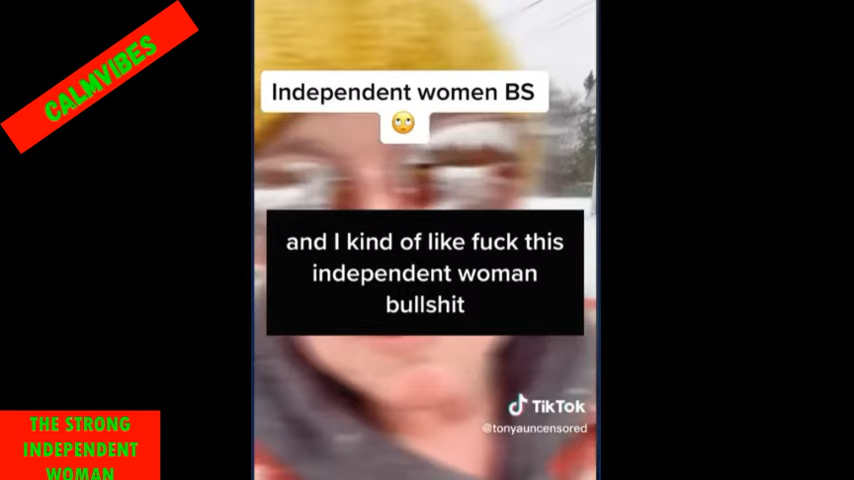 CALMVIBES
Independent women BS
🙄
and I kind of like fuck this
independent woman
bullshit
TikTok
@tonyauncensored
THE STRONG
INDEPENDENT
WOMAN